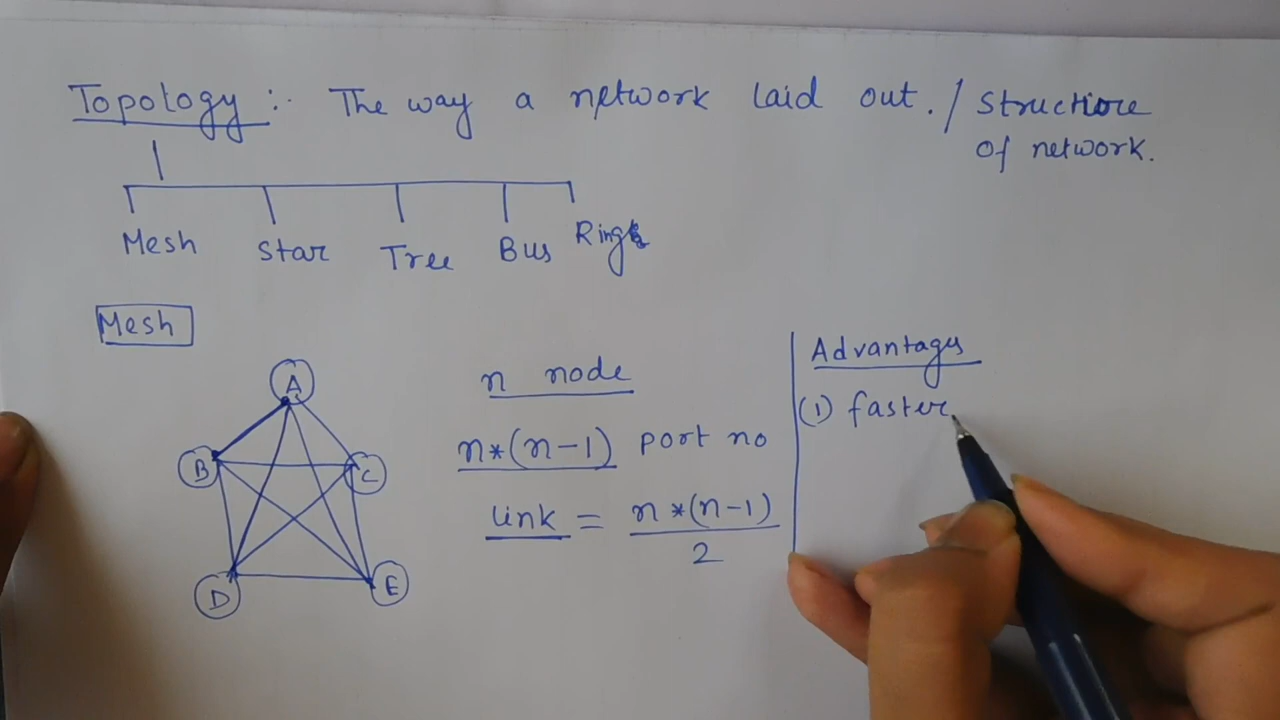 Topology :- The way a network laid out. / Structure
of network.
Mesh Star Tree Bus Ring
Mesh
A
B
C
D
E
n node
n*(n-1) port no
link = n*(n-1)
2
Advantages
(1) faster